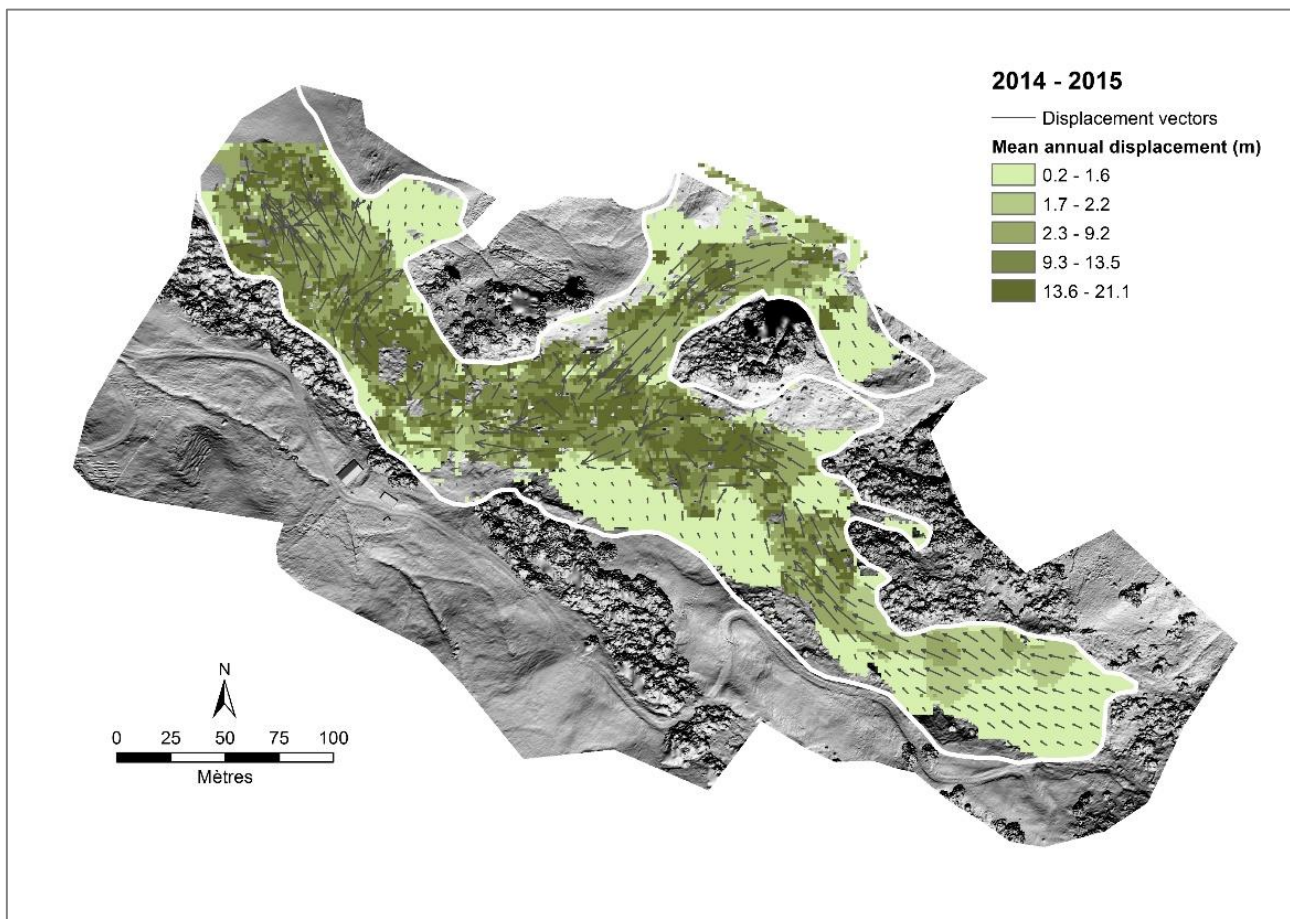 2014 - 2015
Displacement vectors
Mean annual displacement (m)
0.2 - 1.6
1.7 - 2.2
2.3 - 9.2
9.3 - 13.5
13.6 - 21.1
N
0 25 50 75 100
Mètres